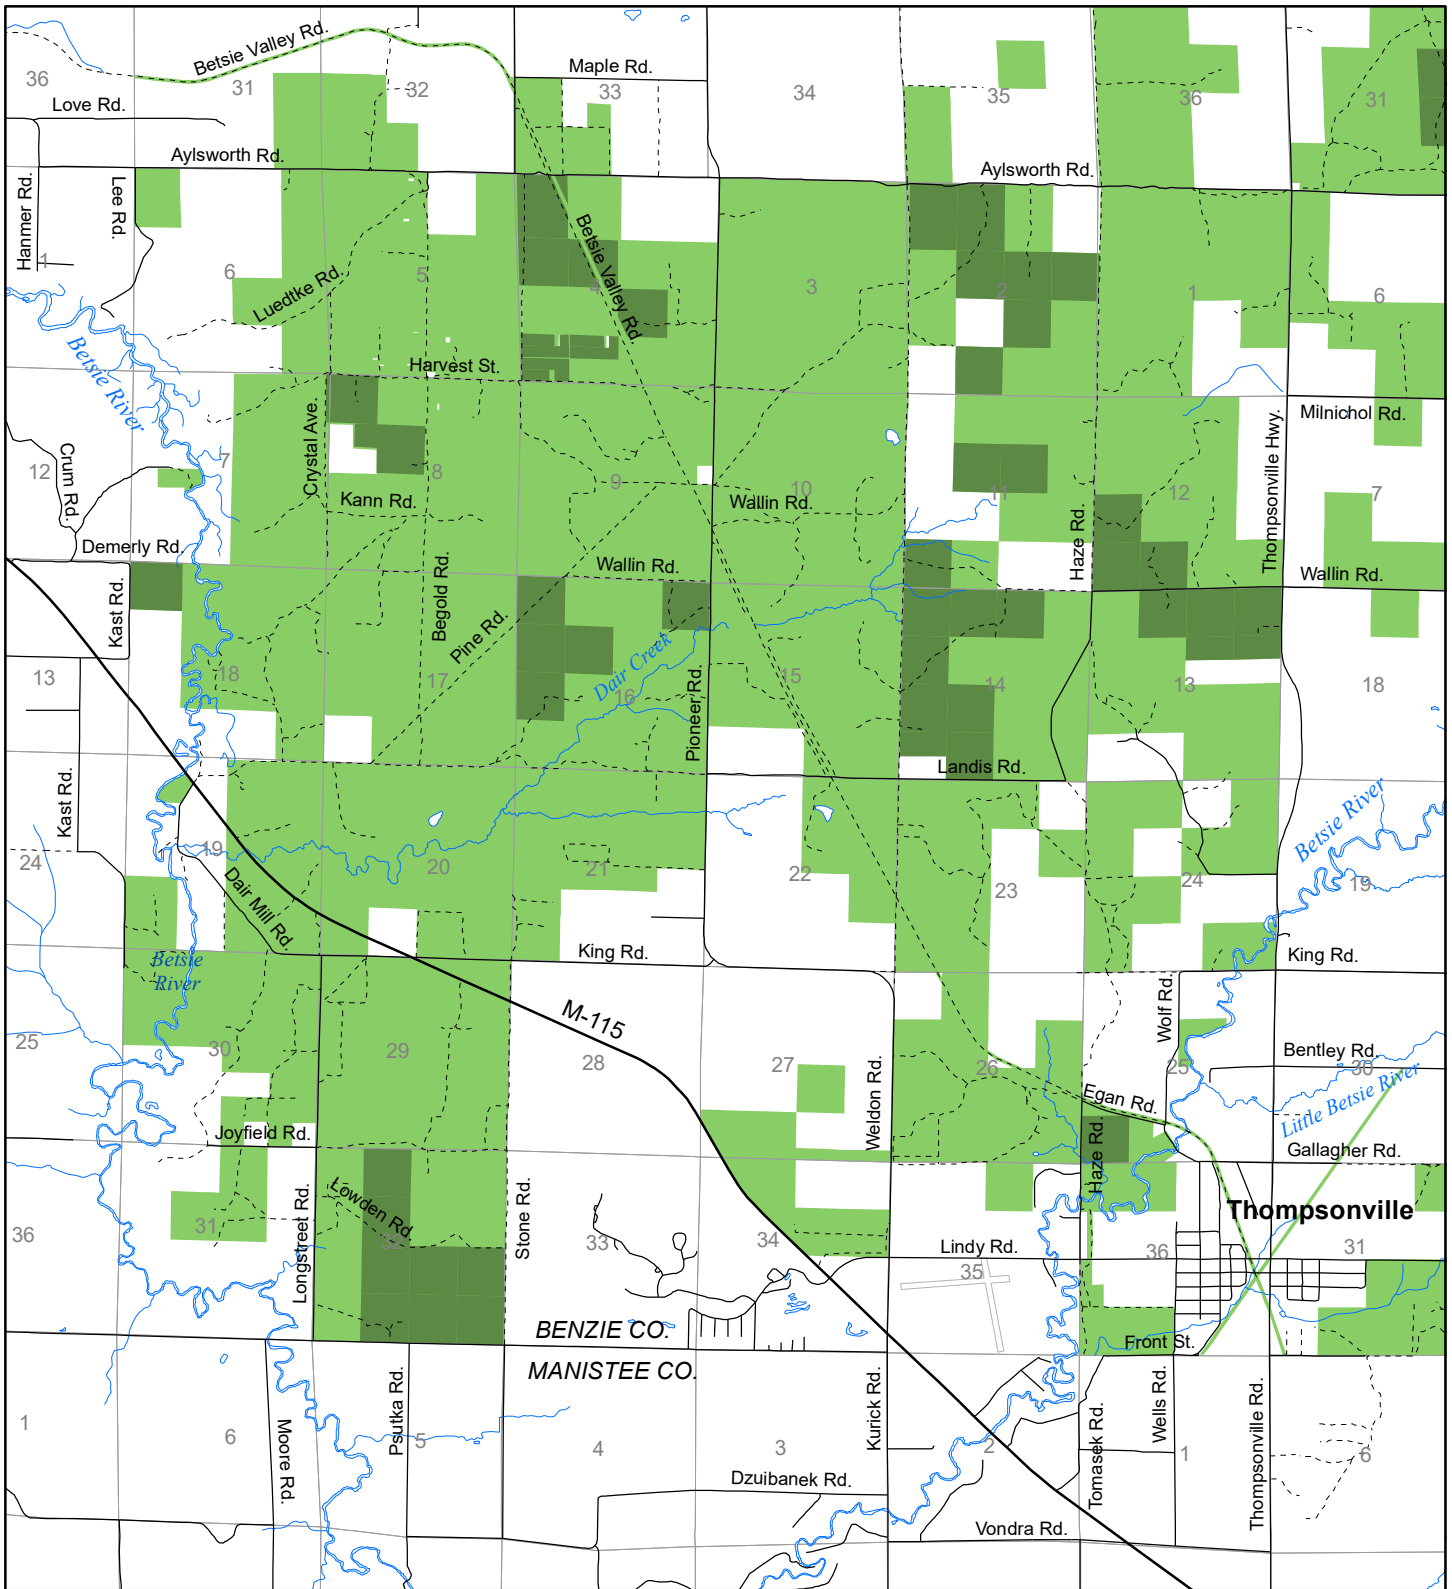 Betsie Valley Rd.
Maple Rd.
36
31
32
33
34
35
36
31
Love Rd.
Aylsworth Rd.
Aylsworth Rd.
Hanmer Rd.
Lee Rd.
Betsie Valley Rd.
1
6
5
4
3
2
1
6
Luedtke Rd.
Betsie River
Harvest St.
Milnichol Rd.
Crystal Ave.
Thompsonville Hwy.
12
Crum Rd.
7
8
9
10
11
12
7
Kann Rd.
Wallin Rd.
Haze Rd.
Demerly Rd.
Wallin Rd.
Wallin Rd.
Kast Rd.
Begold Rd.
Pine Rd.
Dair Creek
Pioneer Rd.
13
18
17
16
15
14
13
18
Landis Rd.
Kast Rd.
Betsie River
24
19
20
21
22
23
24
19
Dair Mill Rd.
King Rd.
King Rd.
Betsie
River
M-115
Wolf Rd.
25
30
29
28
27
26
25
30
Bentley Rd.
Weldon Rd.
Egan Rd.
Little Betsie River
Joyfield Rd.
Haze Rd.
Gallagher Rd.
Lowden Rd.
Longstreet Rd.
Stone Rd.
Thompsonville
36
31
32
33
34
35
36
31
Lindy Rd.
BENZIE CO.
Front St.
MANISTEE CO.
Psutka Rd.
Kurick Rd.
Wells Rd.
Thompsonville Rd.
Tomasek Rd.
Moore Rd.
1
6
5
4
3
2
1
6
Dzuibanek Rd.
Vondra Rd.